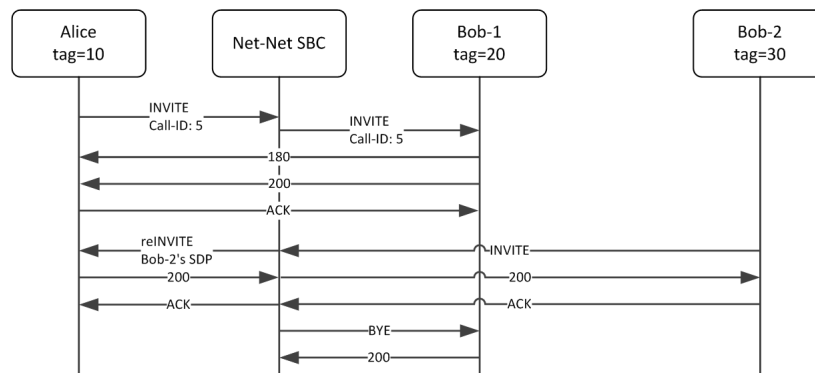 Alice
tag=10
Net-Net SBC
Bob-1
tag=20
Bob-2
tag=30
INVITE
Call-ID: 5
INVITE
Call-ID: 5
180
200
ACK
reINVITE
Bob-2's SDP
INVITE
200
200
ACK
ACK
BYE
200